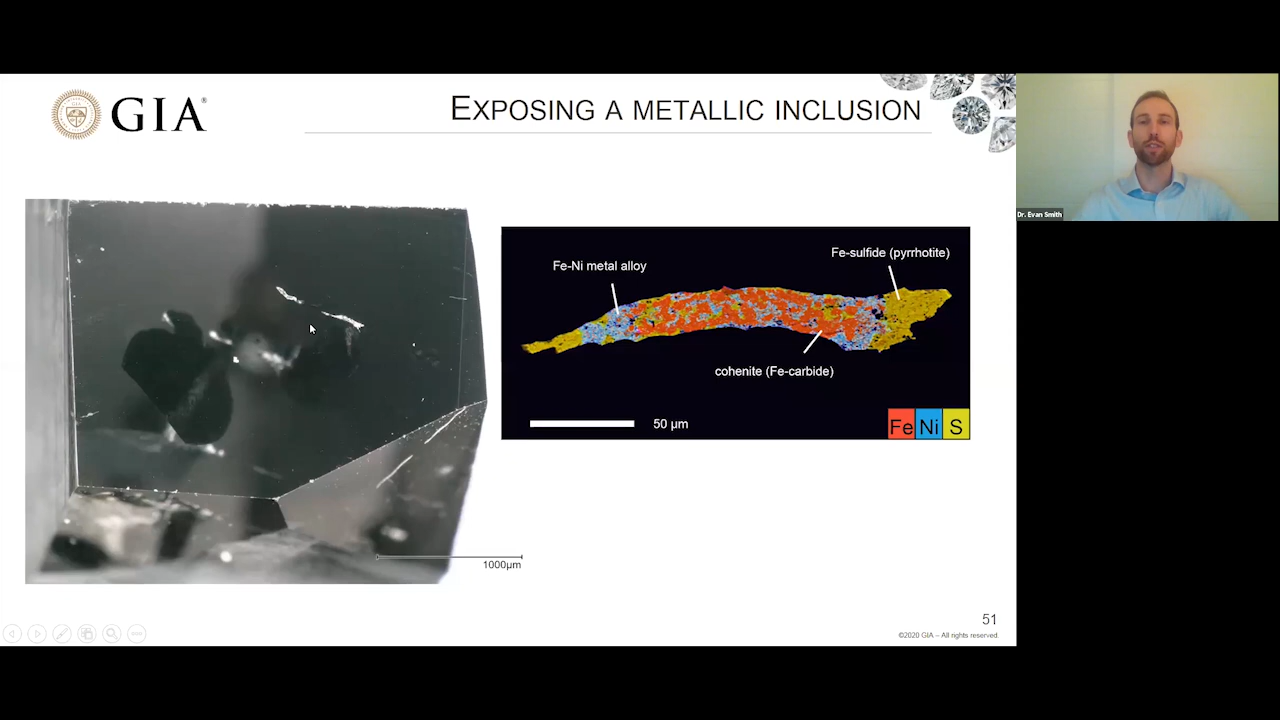 GIA®
EXPOSING A METALLIC INCLUSION
Dr. Evan Smith
Fe-Ni metal alloy
Fe-sulfide (pyrrhotite)
cohenite (Fe-carbide)
50 µm
Fe Ni S
1000µm
51
©2020 GIA – All rights reserved.